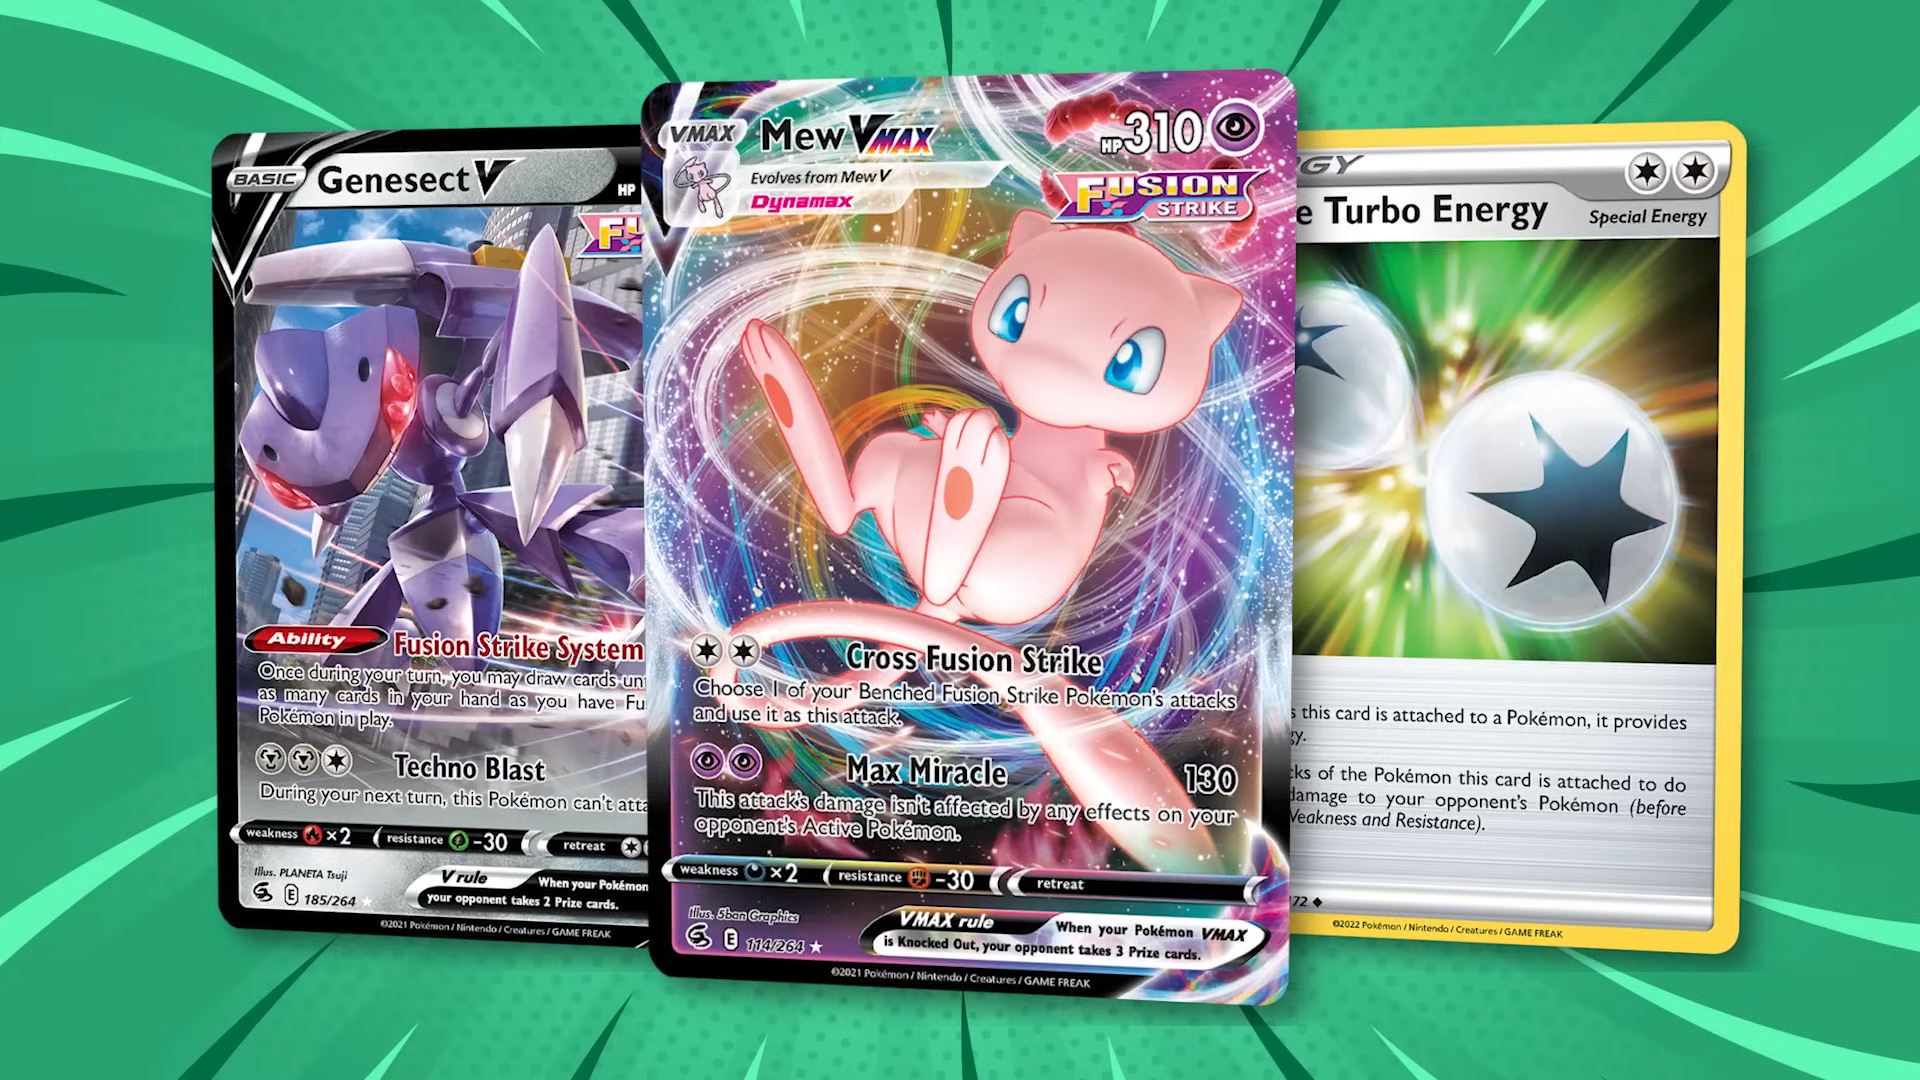 BASIC Genesect V HP
FU
Ability Fusion Strike System
Once during your turn, you may draw cards
as many cards in your hand as you have
Pokémon in play.
Techno Blast
During your next turn, this Pokémon can't
weakness ×2 resistance -30 retreat
Illus. PLANETA Tsuji
E 185/264
V rule When your Pokémon
your opponent takes 2 Prize cards.
©2021 Pokémon / Nintendo / Creatures / GAME FREAK
VMAX Mew VMAX HP 310
Evolves from Mew V
Dynamax
FUSION
STRIKE
Cross Fusion Strike
Choose 1 of your Benched Fusion Strike Pokémon's attacks
and use it as this attack.
Max Miracle 130
This attack's damage isn't affected by any effects on your
opponent's Active Pokémon.
weakness ×2 resistance -30 retreat
Illus. 5ban Graphics
E 114/264
VMAX rule When your Pokémon VMAX
is Knocked Out, your opponent takes 3 Prize cards.
©2021 Pokémon / Nintendo / Creatures / GAME FREAK
GY
e Turbo Energy Special Energy
s this card is attached to a Pokémon, it provides
gy.
cks of the Pokémon this card is attached to do
damage to your opponent's Pokémon (before
Weakness and Resistance).
172
©2022 Pokémon / Nintendo / Creatures / GAME FREAK